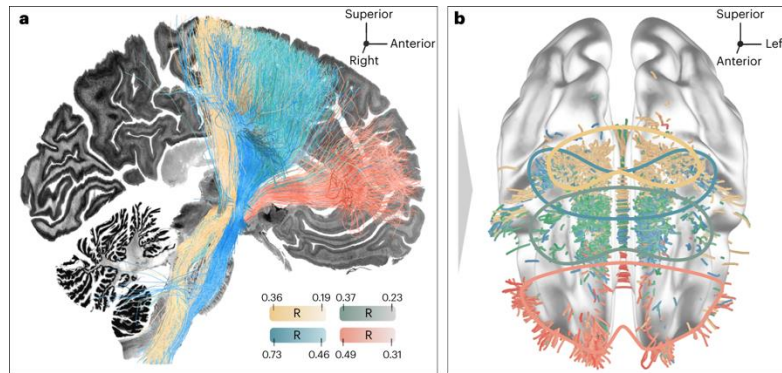 a
Superior
Anterior
Right
0.36 0.19 0.37 0.23
R R
R R
0.73 0.46 0.49 0.31
b
Superior
Left
Anterior